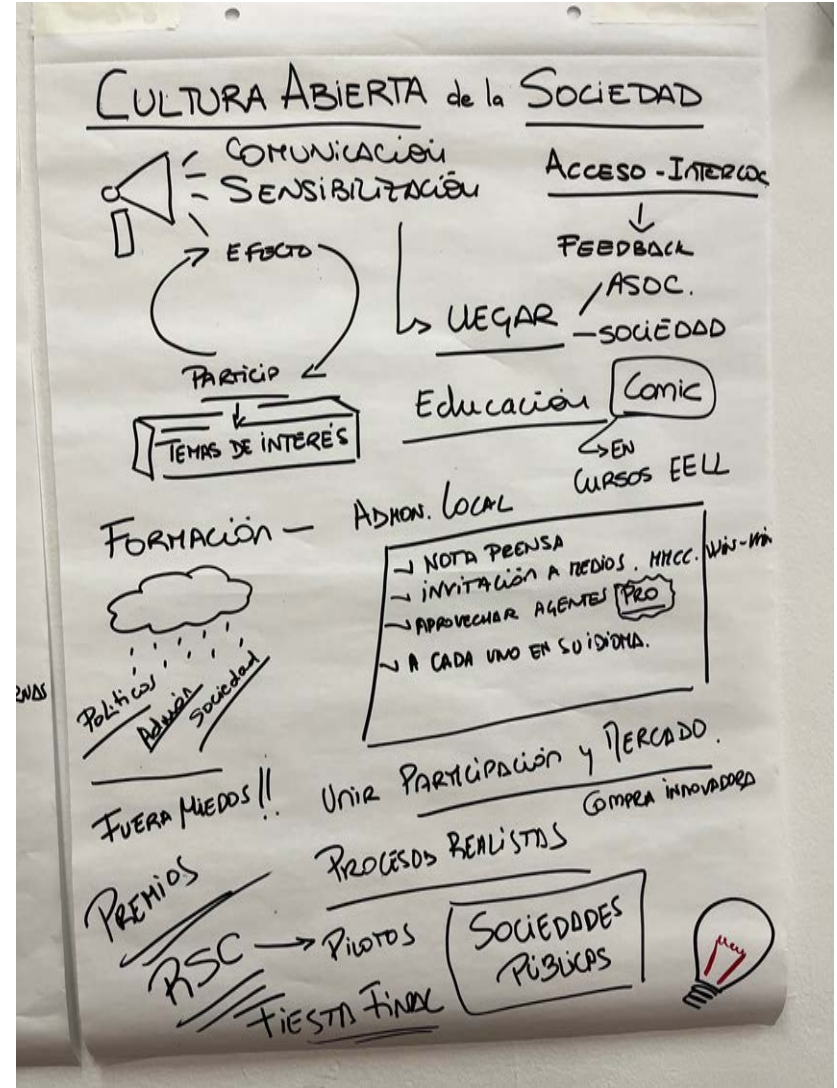 CULTURA ABIERTA de la SOCIEDAD
COMUNICACIÓN
SENSIBILIZACIÓN
ACCESO - INTERLOC
FEEDBACK
EFECTO
LLEGAR
ASOC.
SOCIEDAD
PARTICIP
TEMAS DE INTERÉS
Educación
Comic
EN
CURSOS EELL
FORMACIÓN - ADMON. LOCAL
NOTA PRENSA
INVITACIÓN A MEDIOS. MMCC. Win-Win
APROVECHAR AGENTES PRO
A CADA UNO EN SU IDIOMA.
Políticos
Admón
Sociedad
FUERA MIEDOS!!
UNIR PARTICIPACIÓN y MERCADO.
COMPRA INNOVADORA
PREMIOS
PROCESOS REALISTAS
RSC → PILOTOS
SOCIEDADES
PÚBLICAS
FIESTA FINAL